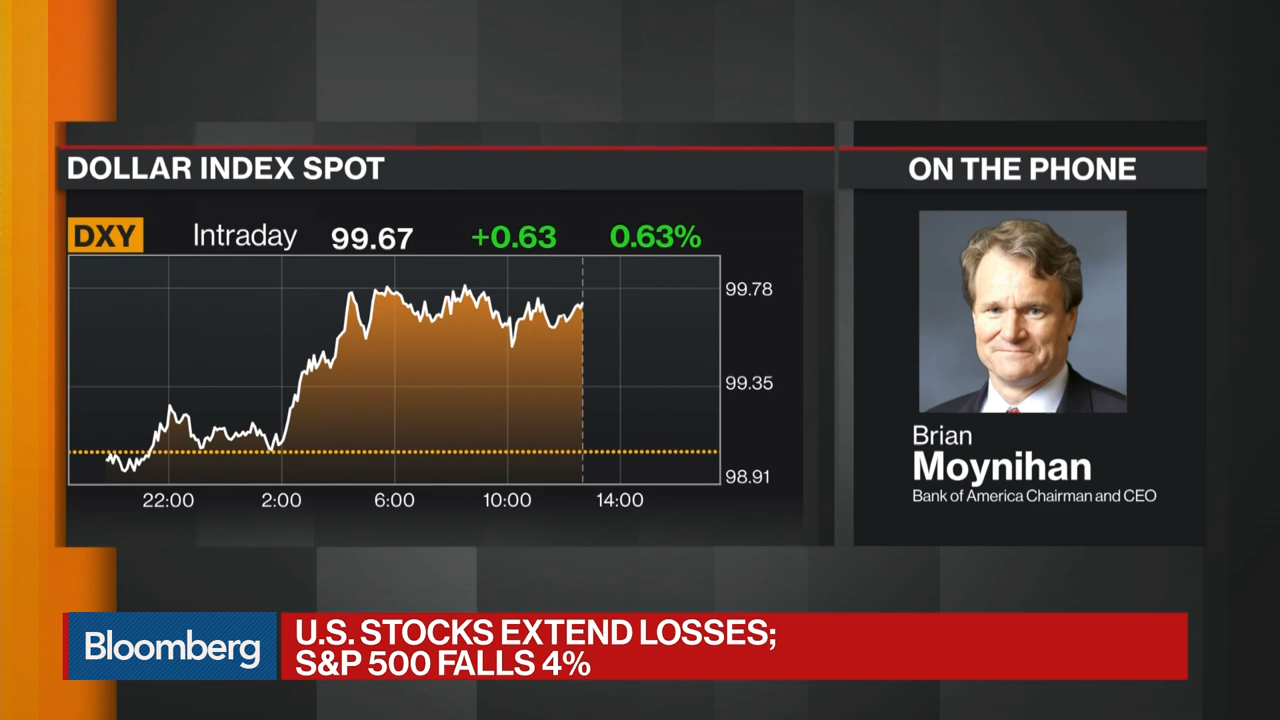 DOLLAR INDEX SPOT
DXY Intraday 99.67 +0.63 0.63%
99.78
99.35
98.91
22:00 2:00 6:00 10:00 14:00
ON THE PHONE
Brian
Moynihan
Bank of America Chairman and CEO
Bloomberg
U.S. STOCKS EXTEND LOSSES;
S&P 500 FALLS 4%